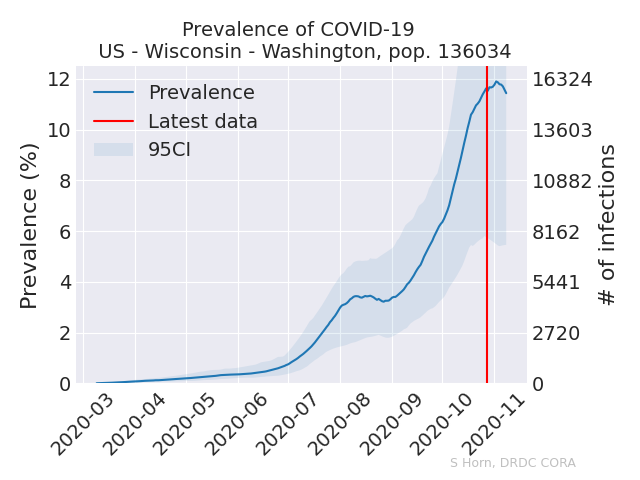 Prevalence of COVID-19
US - Wisconsin - Washington, pop. 136034
Prevalence (%)
12
10
8
6
4
2
0
Prevalence
Latest data
95CI
16324
13603
10882
8162
5441
2720
0
# of infections
2020-03
2020-04
2020-05
2020-06
2020-07
2020-08
2020-09
2020-10
2020-11
S Horn, DRDC CORA